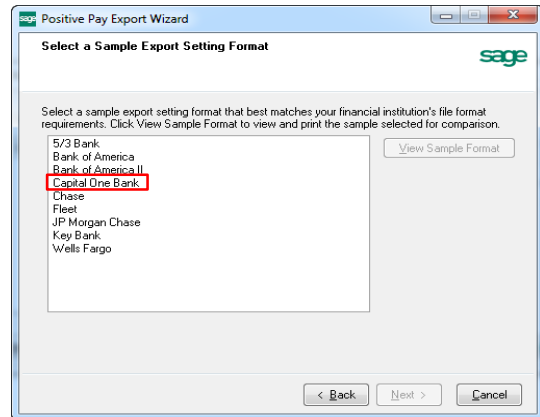 sage Positive Pay Export Wizard
Select a Sample Export Setting Format
sage
Select a sample export setting format that best matches your financial institution's file format
requirements. Click View Sample Format to view and print the sample selected for comparison.
5/3 Bank
View Sample Format
Bank of America
Bank of America II
Capital One Bank
Chase
Fleet
JP Morgan Chase
Key Bank
Wells Fargo
< Back
Next >
Cancel